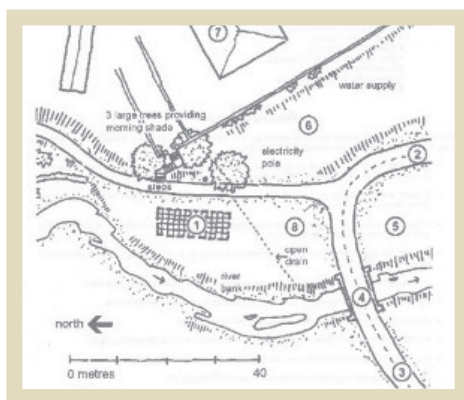 7
water supply
3 large trees providing
morning shade
6
electricity
pole
2
steps
1
8
5
open
drain
river
bank
4
north
3
0 metres
40